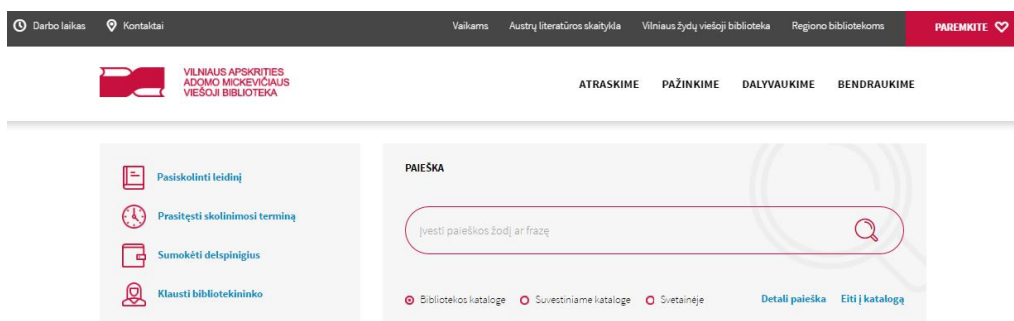 Darbo laikas Kontaktai Vaikams Austrų literatūros skaitykla Vilniaus žydų viešoji biblioteka Regiono bibliotekoms PAREMKITE
VILNIAUS APSKRITIES
ADOMO MICKEVIČIAUS
VIEŠOJI BIBLIOTEKA
ATRASKIME PAŽINKIME DALYVAUKIME BENDRAUKIME
Pasiskolinti leidinį
Prasitęsti skolinimosi terminą
Sumokėti delspinigius
Klausti bibliotekininko
PAIEŠKA
Įvesti paieškos žodį ar frazę
Bibliotekos kataloge Suvestiniame kataloge Svetainėje Detali paieška Eiti į katalogą